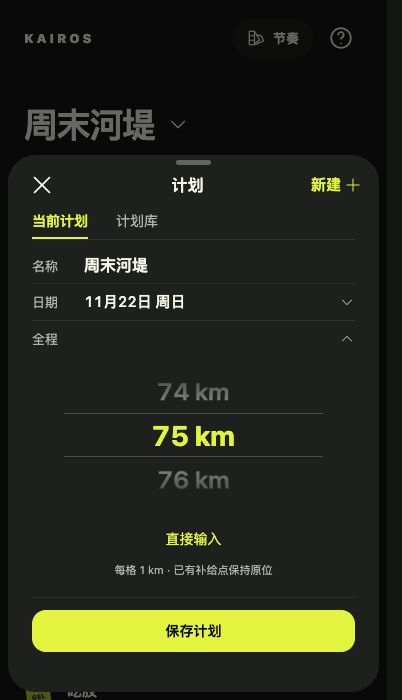 KAIROS
节奏
周末河堤
计划
新建
当前计划 计划库
名称 周末河堤
日期 11月22日 周日
全程
74 km
75 km
76 km
直接输入
每格 1 km · 已有补给点保持原位
保存计划
GEL